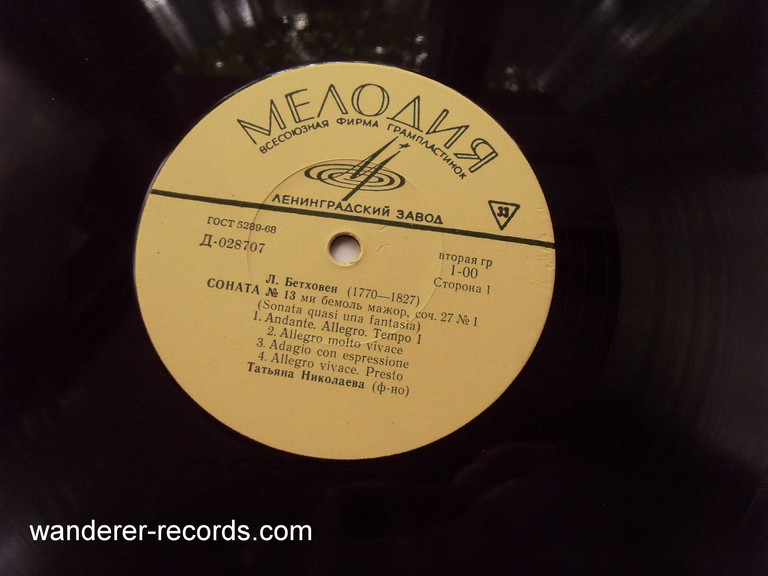 МЕЛОДИЯ
ВСЕСОЮЗНАЯ ФИРМА ГРАМПЛАСТИНОК
ЛЕНИНГРАДСКИЙ ЗАВОД
33
ГОСТ 5289-68
Д-028707
вторая гр
1-00
Сторона 1
Л. Бетховен (1770—1827)
СОНАТА № 13 ми бемоль мажор, соч. 27 № 1
(Sonata quasi una fantasia)
1. Andante. Allegro. Tempo 1
2. Allegro molto vivace
3. Adagio con espressione
4. Allegro vivace. Presto
Татьяна Николаева (ф-но)
wanderer-records.com